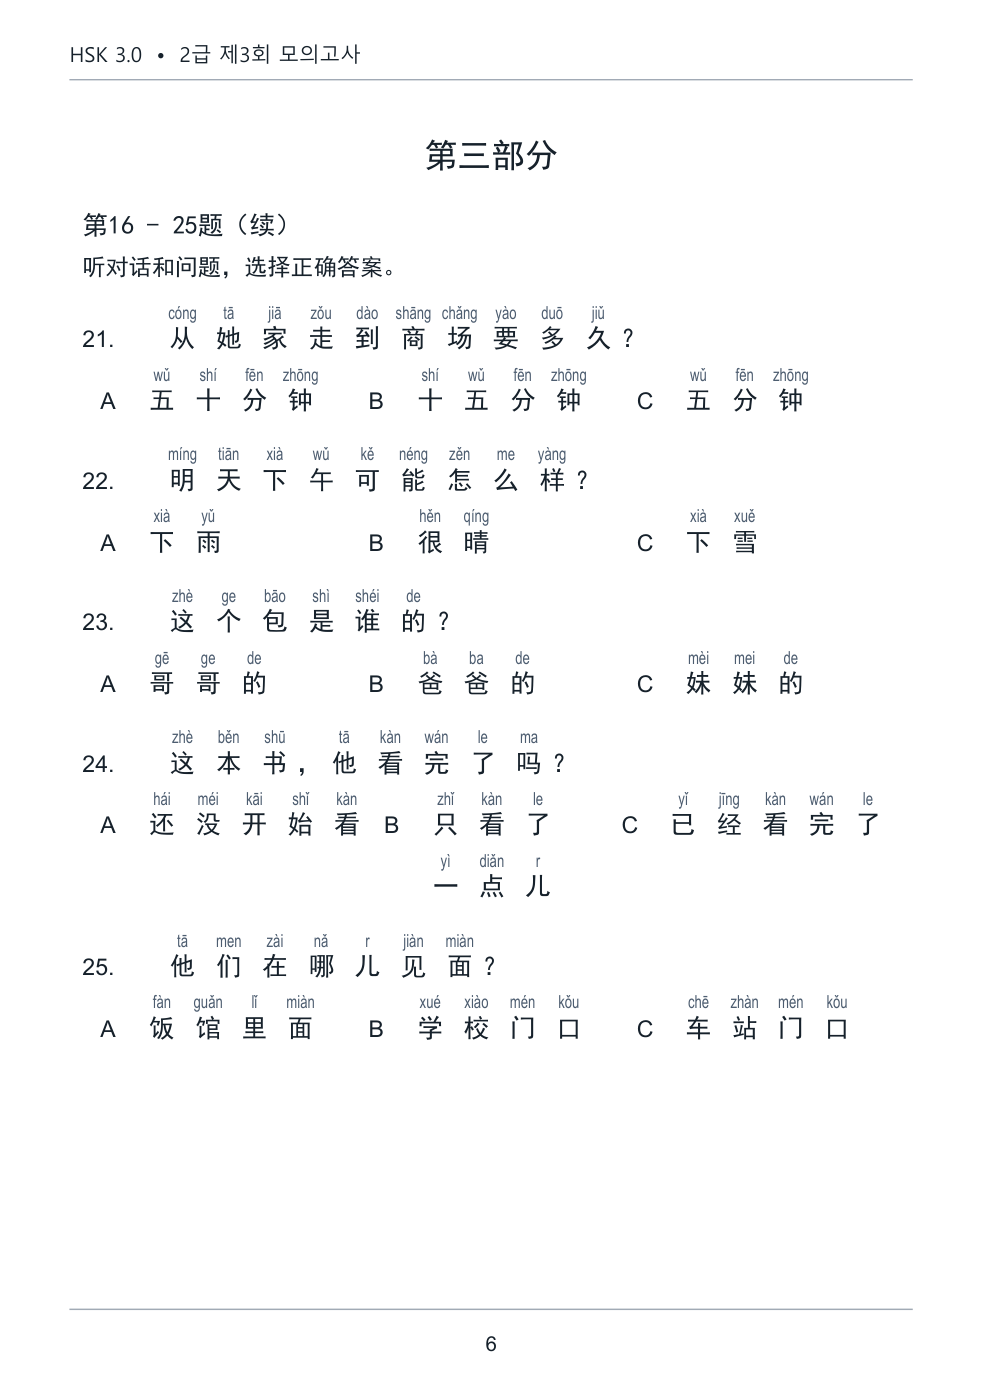 HSK 3.0 • 2급 제3회 모의고사
第三部分
第16 - 25题（续）
听对话和问题，选择正确答案。
cóng tā jiā zǒu dào shāng chǎng yào duō jiǔ
21. 从她家走到商场要多久？
wǔ shí fēn zhōng shí wǔ fēn zhōng wǔ fēn zhōng
A 五十分钟 B 十五分钟 C 五分钟
míng tiān xià wǔ kě néng zěn me yàng
22. 明天下午可能怎么样？
xià yǔ hěn qíng xià xuě
A 下雨 B 很晴 C 下雪
zhè ge bāo shì shéi de
23. 这个包是谁的？
gē ge de bà ba de mèi mei de
A 哥哥的 B 爸爸的 C 妹妹的
zhè běn shū tā kàn wán le ma
24. 这本书，他看完了吗？
hái méi kāi shǐ kàn zhǐ kàn le yǐ jīng kàn wán le
A 还没开始看 B 只看了 C 已经看完了
yì diǎn r
一点儿
tā men zài nǎ r jiàn miàn
25. 他们在哪儿见面？
fàn guǎn lǐ miàn xué xiào mén kǒu chē zhàn mén kǒu
A 饭馆里面 B 学校门口 C 车站门口
6